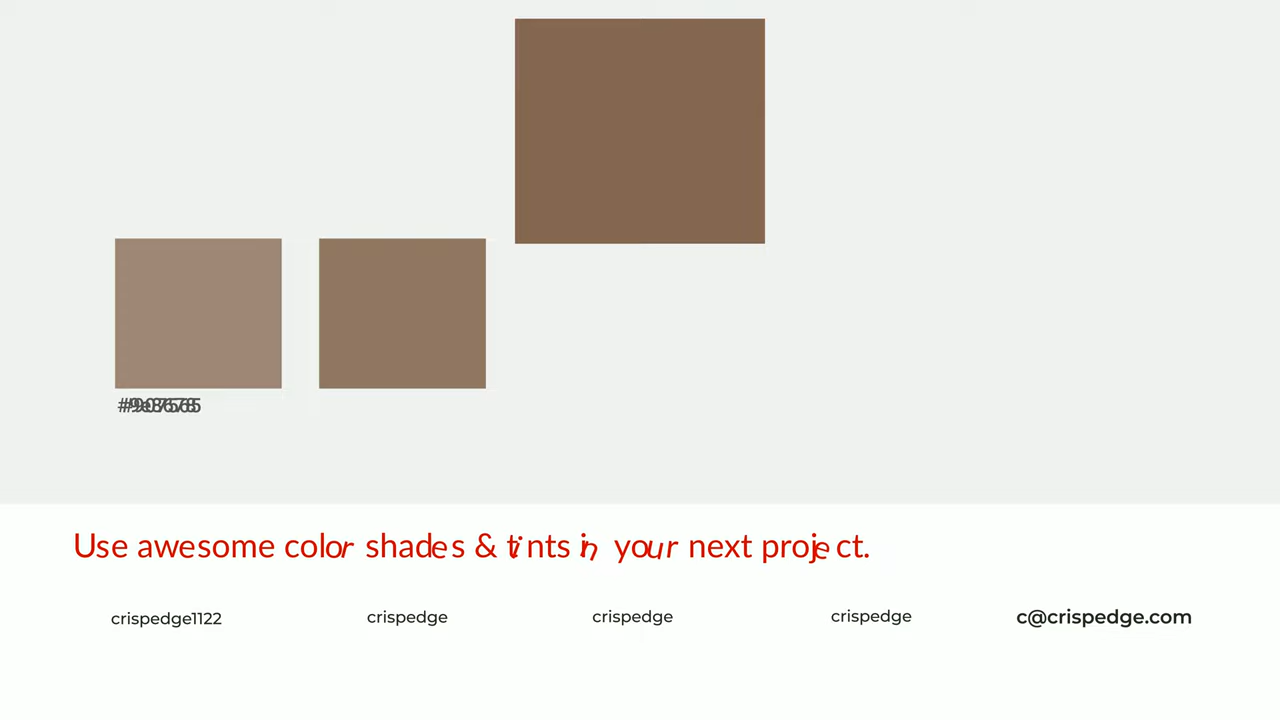 Use awesome color shades & tints in your next project.
crispedge1122 crispedge crispedge crispedge c@crispedge.com